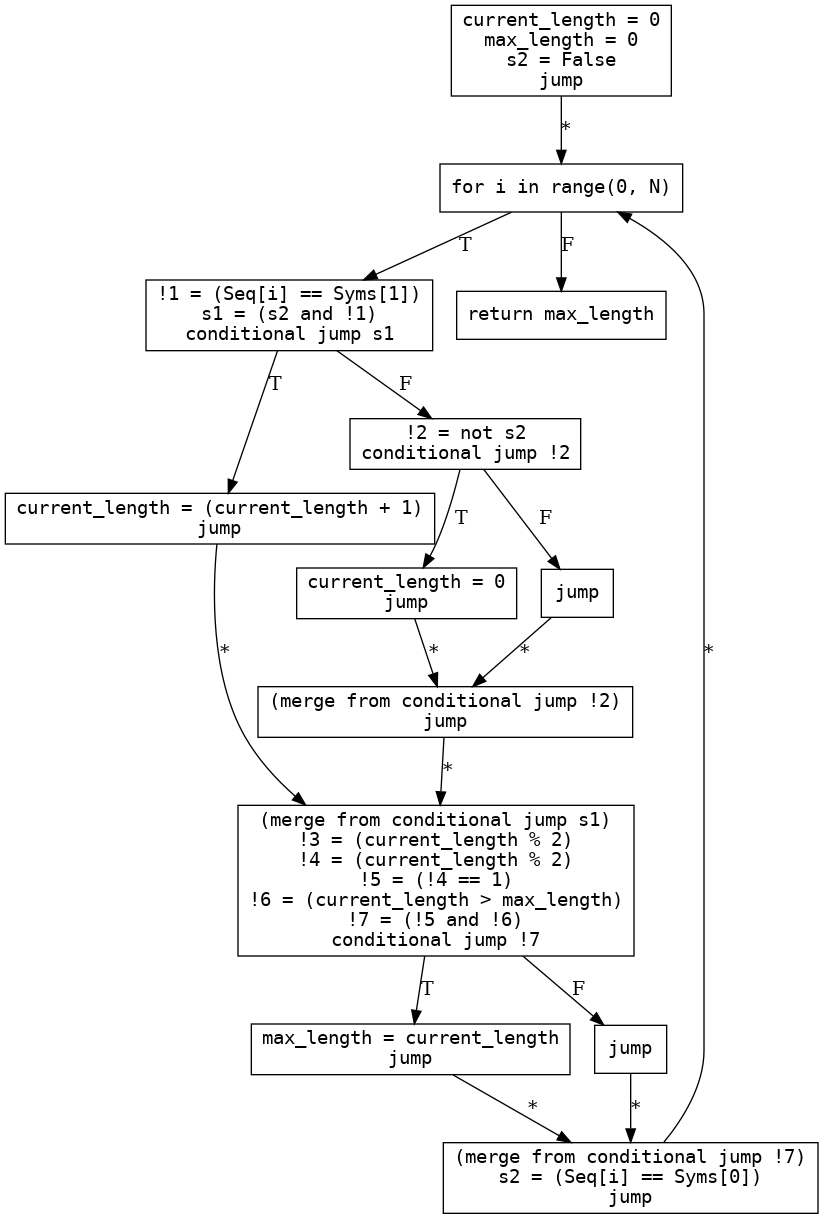 current_length = 0
max_length = 0
s2 = False
jump
*
for i in range(0, N)
T
F
!1 = (Seq[i] == Syms[1])
s1 = (s2 and !1)
conditional jump s1
return max_length
T
F
!2 = not s2
conditional jump !2
current_length = (current_length + 1)
jump
T
F
current_length = 0
jump
jump
*
*
*
*
(merge from conditional jump !2)
jump
*
(merge from conditional jump s1)
!3 = (current_length % 2)
!4 = (current_length % 2)
!5 = (!4 == 1)
!6 = (current_length > max_length)
!7 = (!5 and !6)
conditional jump !7
T
F
max_length = current_length
jump
jump
*
*
(merge from conditional jump !7)
s2 = (Seq[i] == Syms[0])
jump